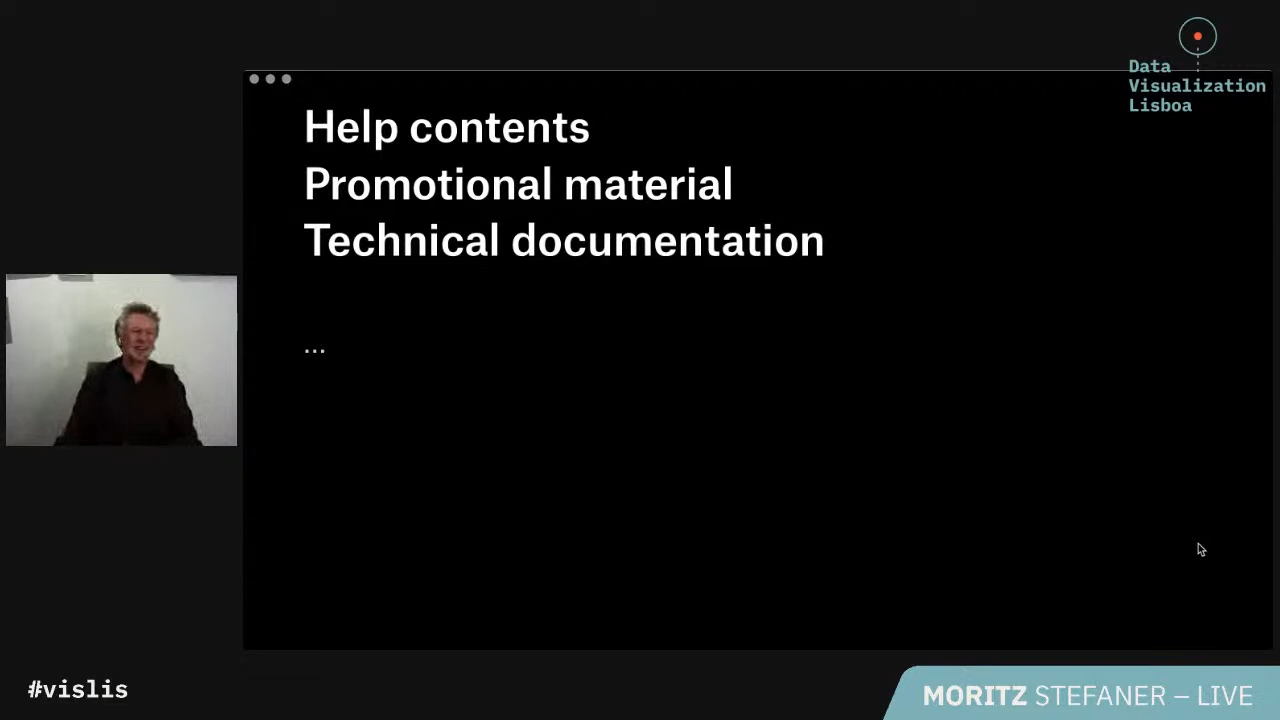 Data
Visualization
Lisboa
Help contents
Promotional material
Technical documentation
...
#vislis
MORITZ STEFANER – LIVE